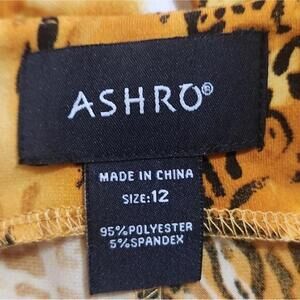 ASHRO®
MADE IN CHINA
SIZE: 12
95% POLYESTER
5% SPANDEX